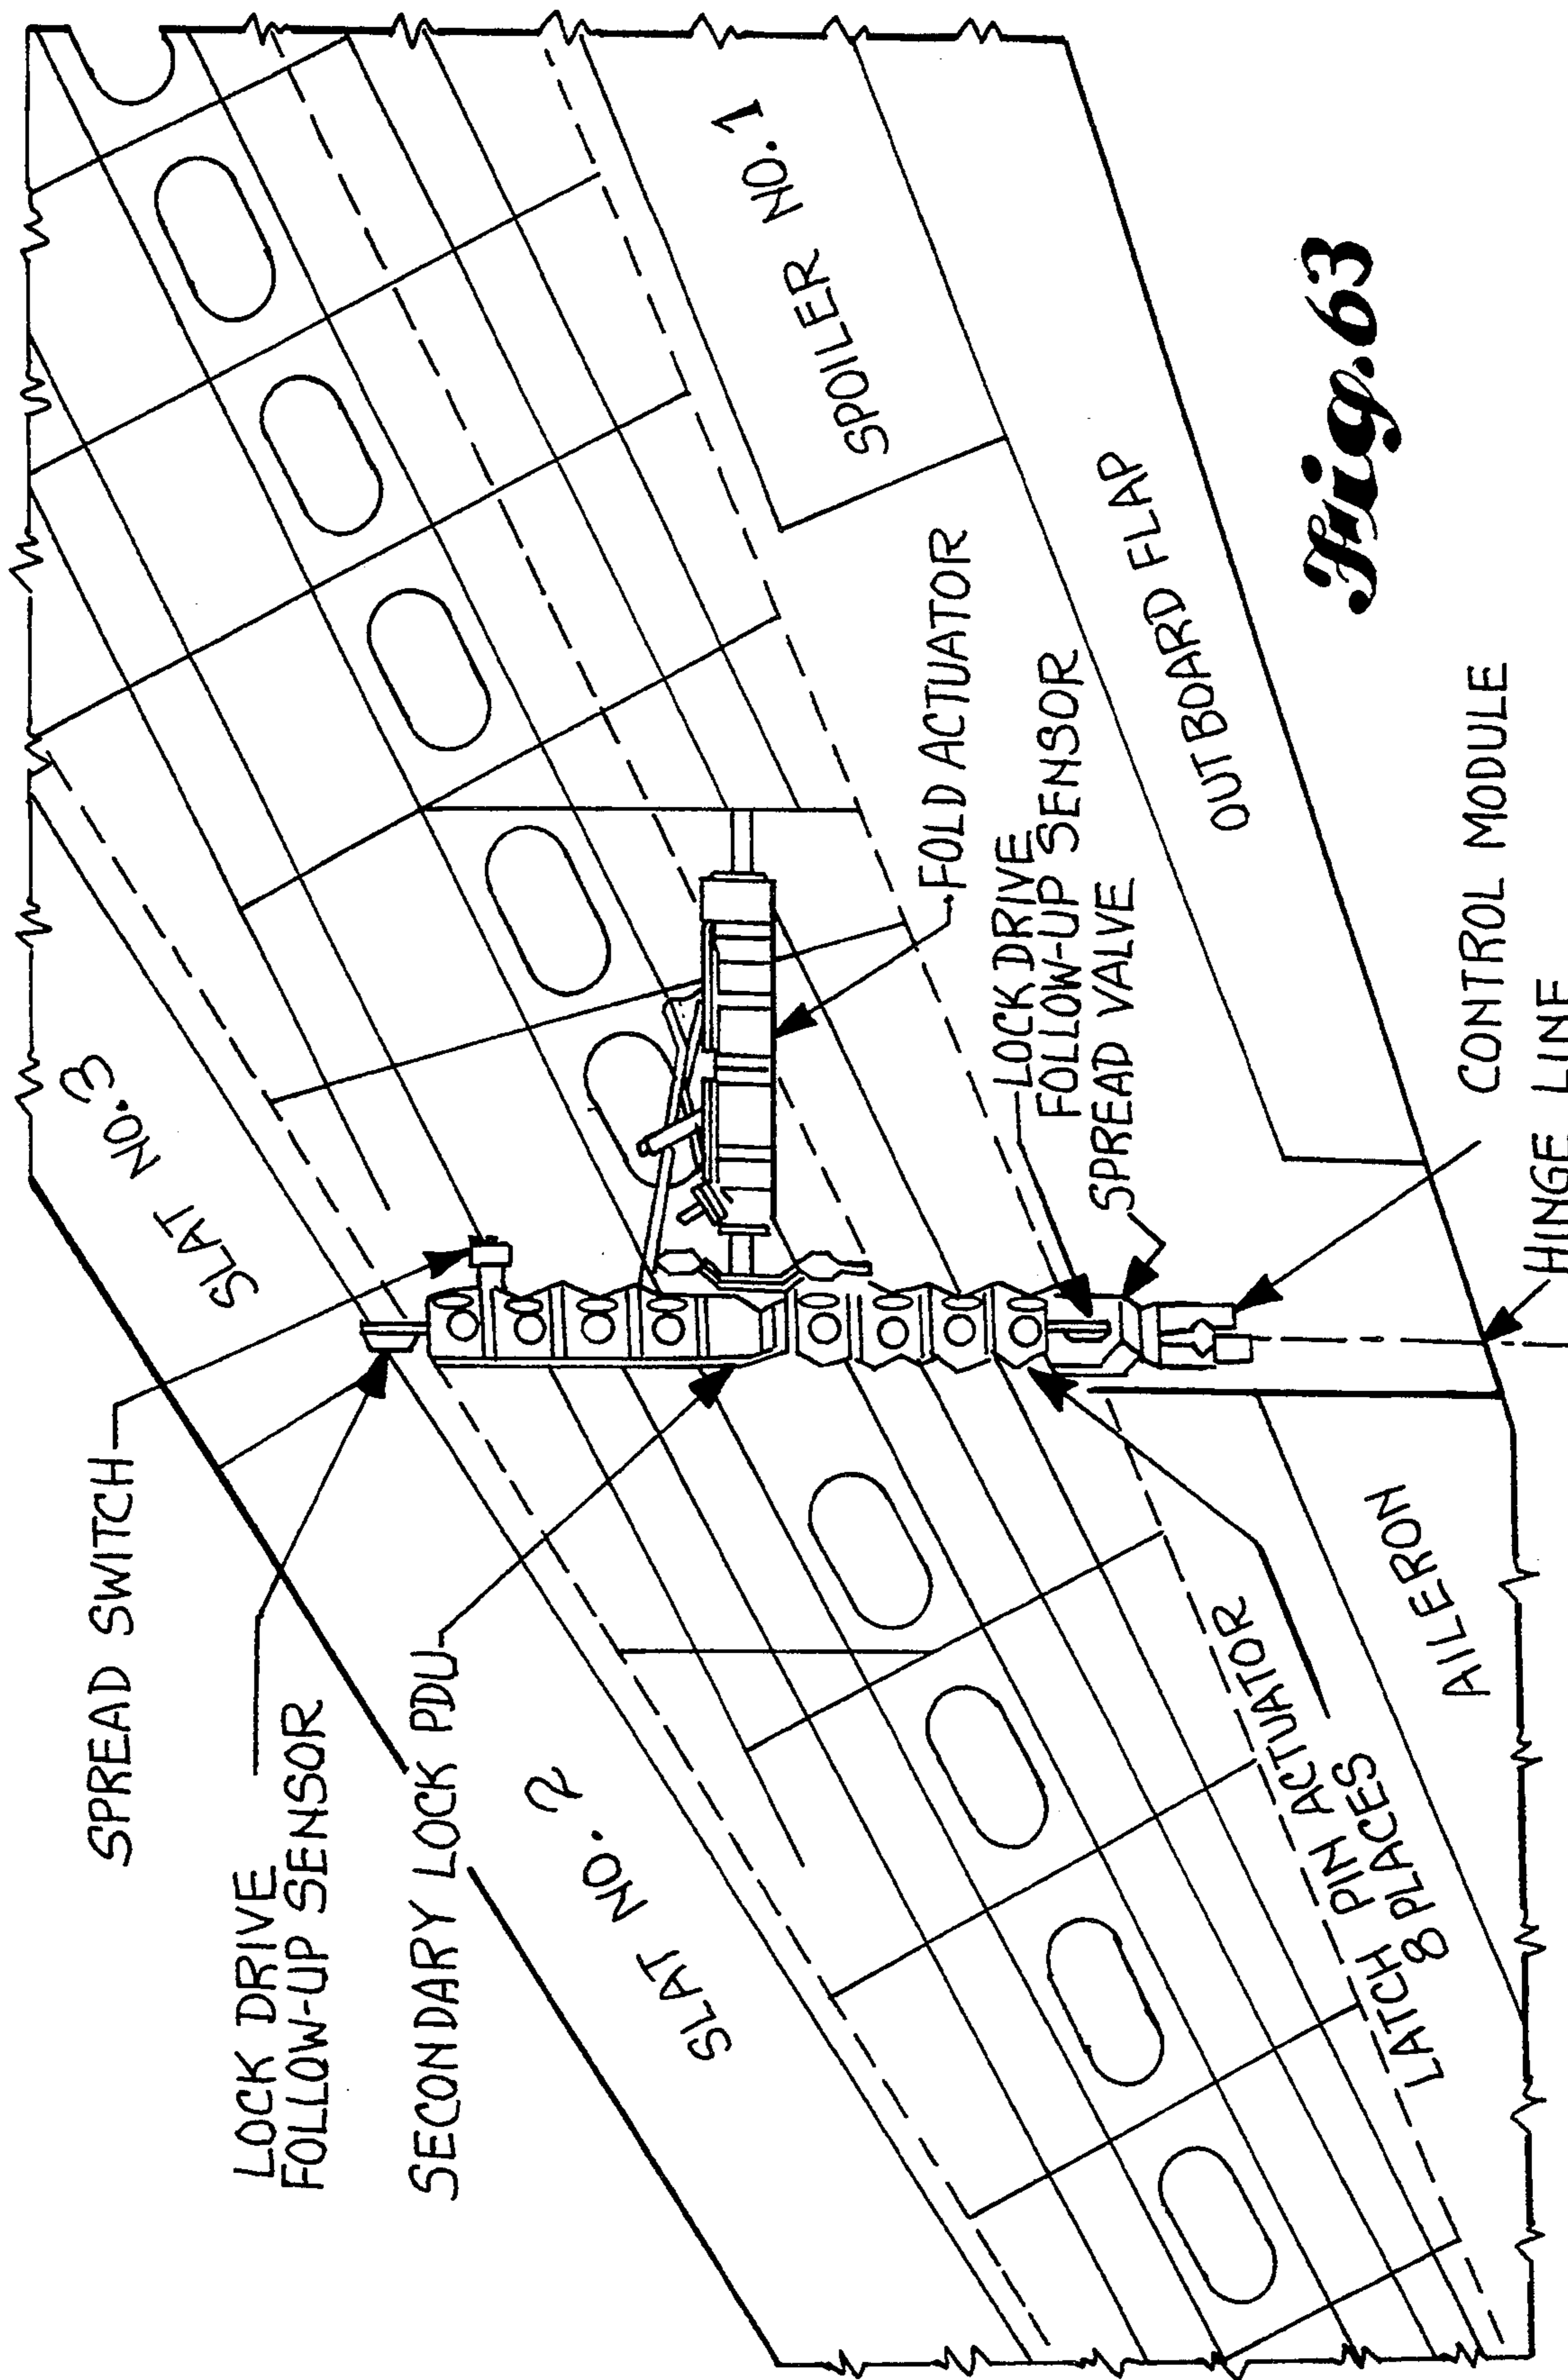 SPREAD SWITCH
LOCK DRIVE
FOLLOW-UP SENSOR
SECONDARY LOCK PDU
SLAT NO. 2
SLAT NO. 3
SPOILER NO. 1
FOLD ACTUATOR
LOCK DRIVE
FOLLOW-UP SENSOR
SPREAD VALVE
OUTBOARD FLAP
CONTROL MODULE
HINGE LINE
LATCH PIN ACTUATOR
8 PLACES
AILERON
Fig. 63